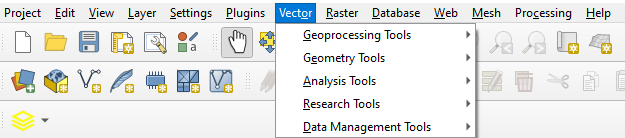 Project Edit View Layer Settings Plugins Vector Raster Database Web Mesh Processing Help
Geoprocessing Tools
Geometry Tools
Analysis Tools
Research Tools
Data Management Tools